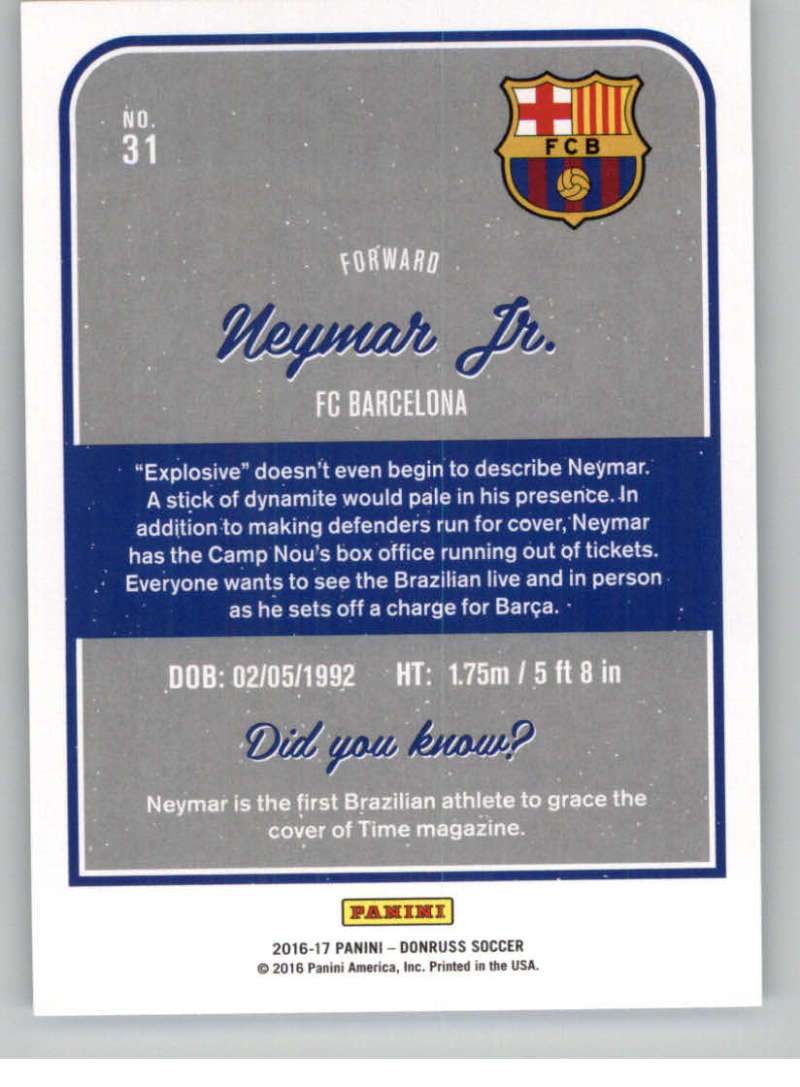 NO.
31
FCB
FORWARD
Neymar Jr.
FC BARCELONA
“Explosive” doesn’t even begin to describe Neymar.
A stick of dynamite would pale in his presence. In
addition to making defenders run for cover, Neymar
has the Camp Nou’s box office running out of tickets.
Everyone wants to see the Brazilian live and in person
as he sets off a charge for Barça.
DOB: 02/05/1992 HT: 1.75m / 5 ft 8 in
Did you know?
Neymar is the first Brazilian athlete to grace the
cover of Time magazine.
PANINI
2016-17 PANINI – DONRUSS SOCCER
© 2016 Panini America, Inc. Printed in the USA.